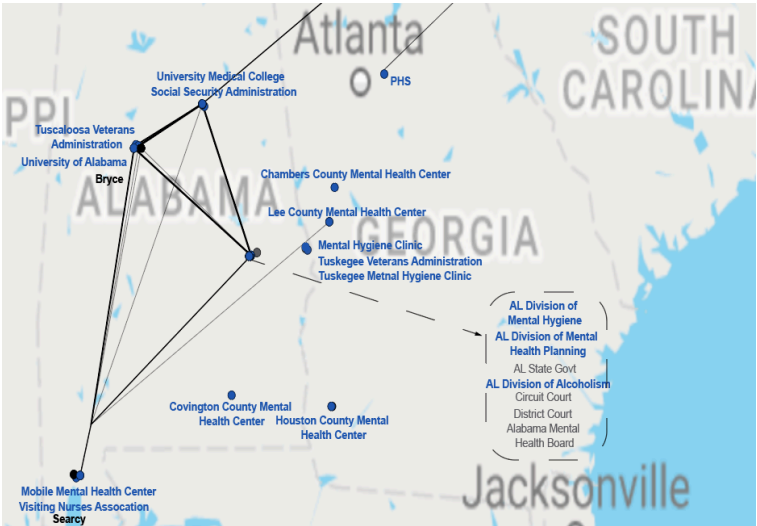 Atlanta
SOUTH
CAROLINA
University Medical College
Social Security Administration
PHS
PPI
Tuscaloosa Veterans
Administration
University of Alabama
Bryce
ALABAMA
Chambers County Mental Health Center
Lee County Mental Health Center
GEORGIA
Mental Hygiene Clinic
Tuskegee Veterans Administration
Tuskegee Metnal Hygiene Clinic
AL Division of
Mental Hygiene
AL Division of Mental
Health Planning
AL State Govt
AL Division of Alcoholism
Circuit Court
District Court
Alabama Mental
Health Board
Covington County Mental
Health Center
Houston County Mental
Health Center
Jacksonville
Mobile Mental Health Center
Visiting Nurses Assocation
Searcy